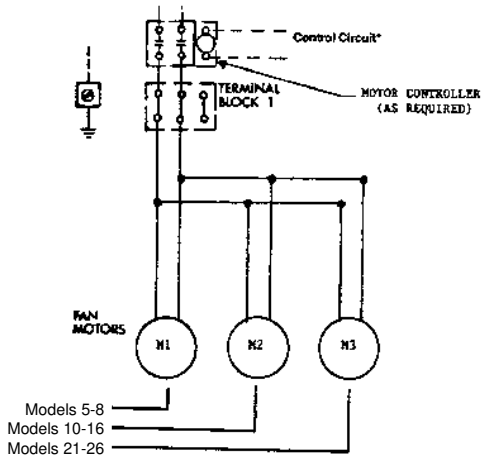 Control Circuit*
TERMINAL
BLOCK 1
MOTOR CONTROLLER
(AS REQUIRED)
FAN
MOTORS
M1
M2
M3
Models 5-8
Models 10-16
Models 21-26